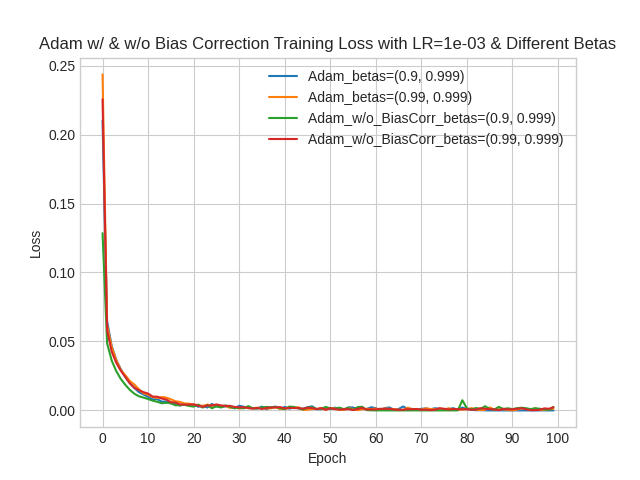 Adam w/ & w/o Bias Correction Training Loss with LR=1e-03 & Different Betas
0.25
0.20
0.15
0.10
0.05
0.00
Loss
Adam_betas=(0.9, 0.999)
Adam_betas=(0.99, 0.999)
Adam_w/o_BiasCorr_betas=(0.9, 0.999)
Adam_w/o_BiasCorr_betas=(0.99, 0.999)
0 10 20 30 40 50 60 70 80 90 100
Epoch